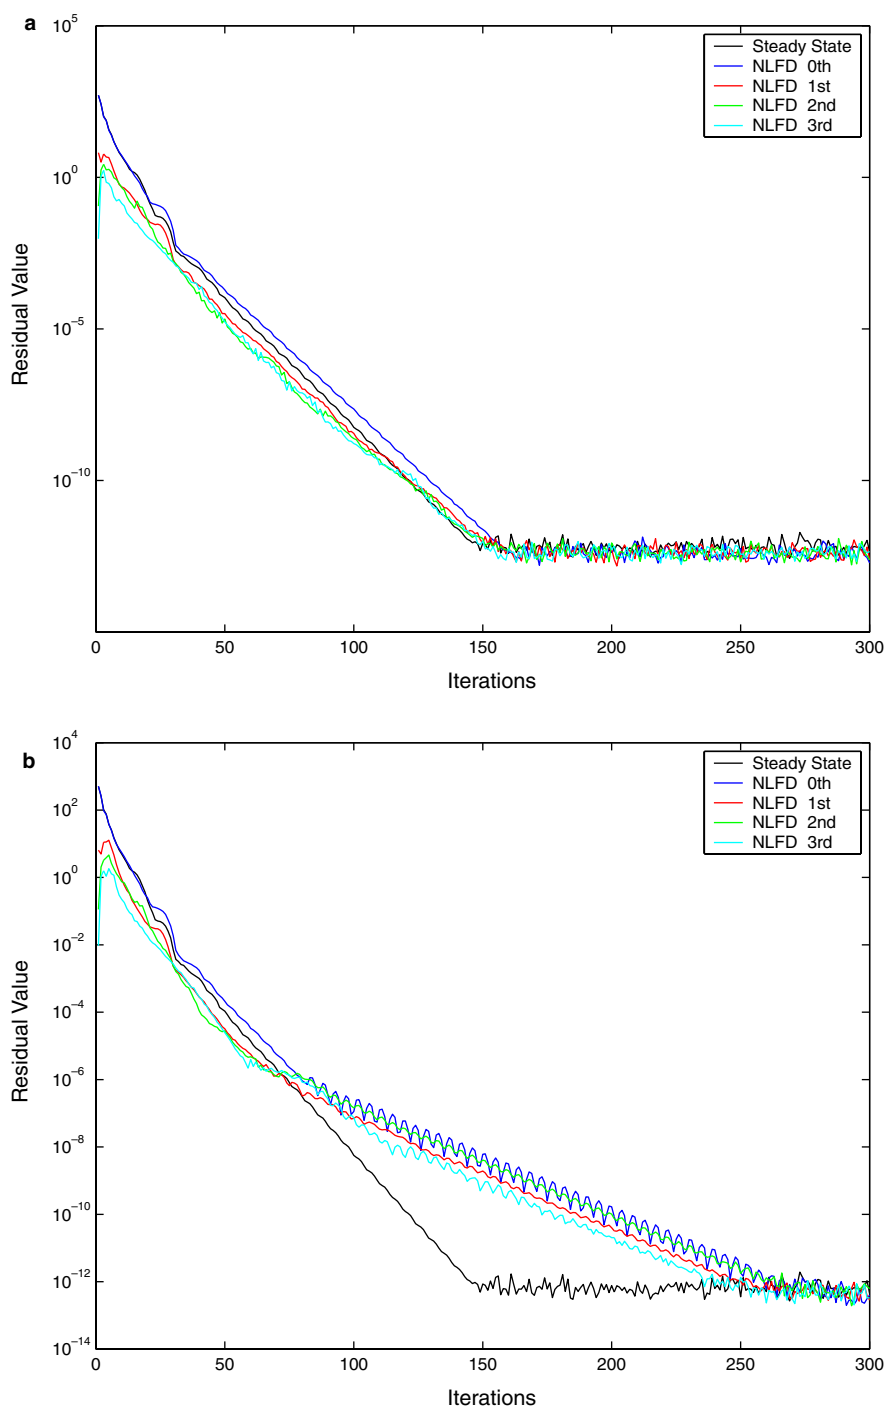 a
10^5
10^0
10^−5
10^−10
Residual Value
0 50 100 150 200 250 300
Iterations
Steady State
NLFD 0th
NLFD 1st
NLFD 2nd
NLFD 3rd
b
10^4
10^2
10^0
10^−2
10^−4
10^−6
10^−8
10^−10
10^−12
10^−14
Residual Value
0 50 100 150 200 250 300
Iterations
Steady State
NLFD 0th
NLFD 1st
NLFD 2nd
NLFD 3rd